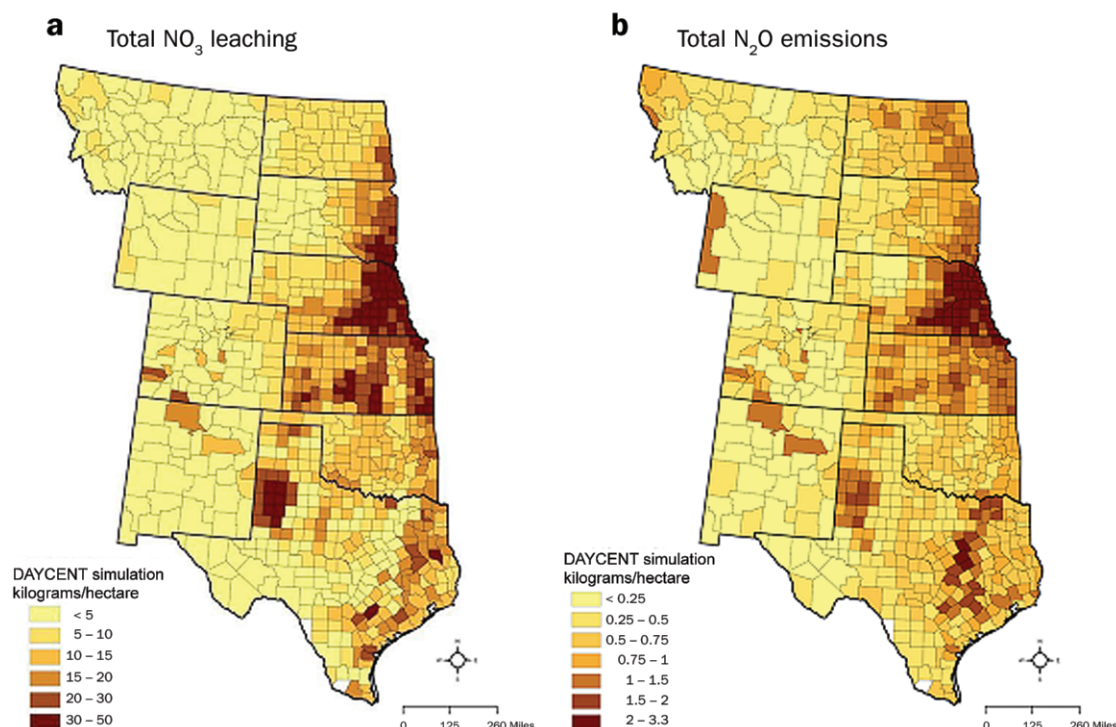 a Total NO₃ leaching
DAYCENT simulation
kilograms/hectare
< 5
5 – 10
10 – 15
15 – 20
20 – 30
30 – 50
0 125 260 Miles
b Total N₂O emissions
DAYCENT simulation
kilograms/hectare
< 0.25
0.25 – 0.5
0.5 – 0.75
0.75 – 1
1 – 1.5
1.5 – 2
2 – 3.3
0 125 260 Miles